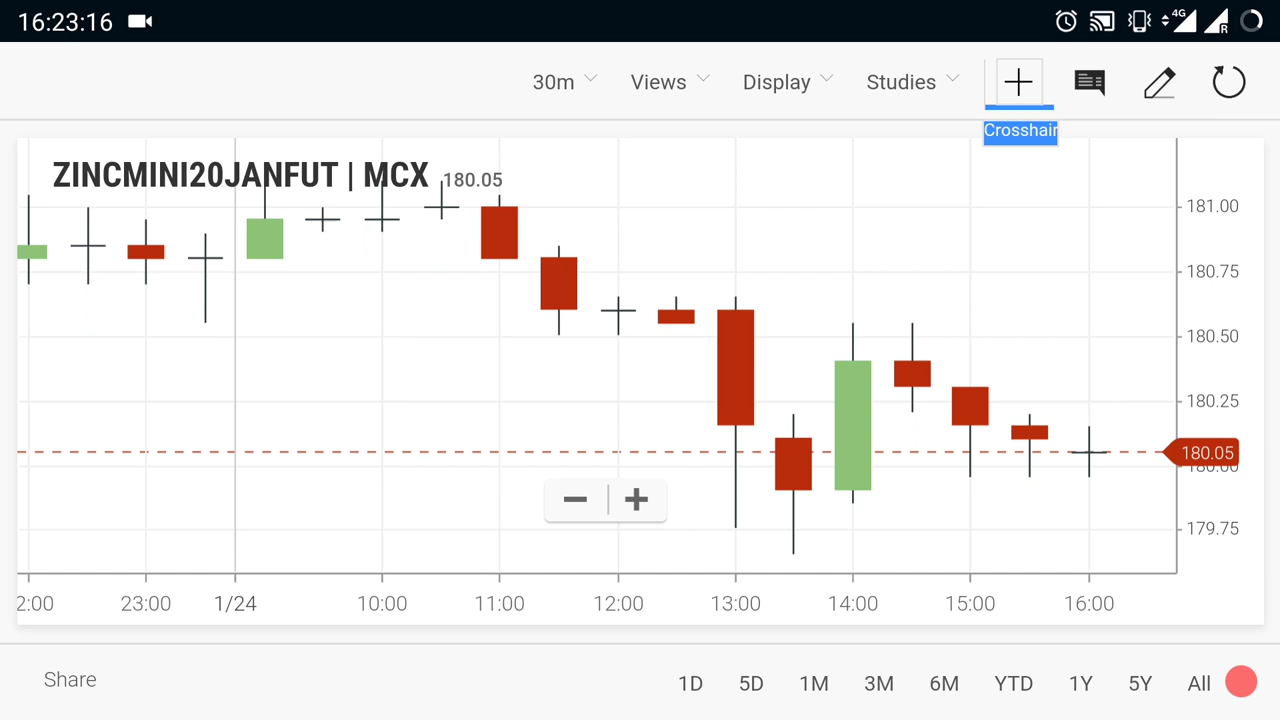 16:23:16 4G R
30m Views Display Studies
Crosshair
ZINCMINI20JANFUT | MCX 180.05
181.00
180.75
180.50
180.25
180.05
180.00
179.75
2:00 23:00 1/24 10:00 11:00 12:00 13:00 14:00 15:00 16:00
Share 1D 5D 1M 3M 6M YTD 1Y 5Y All